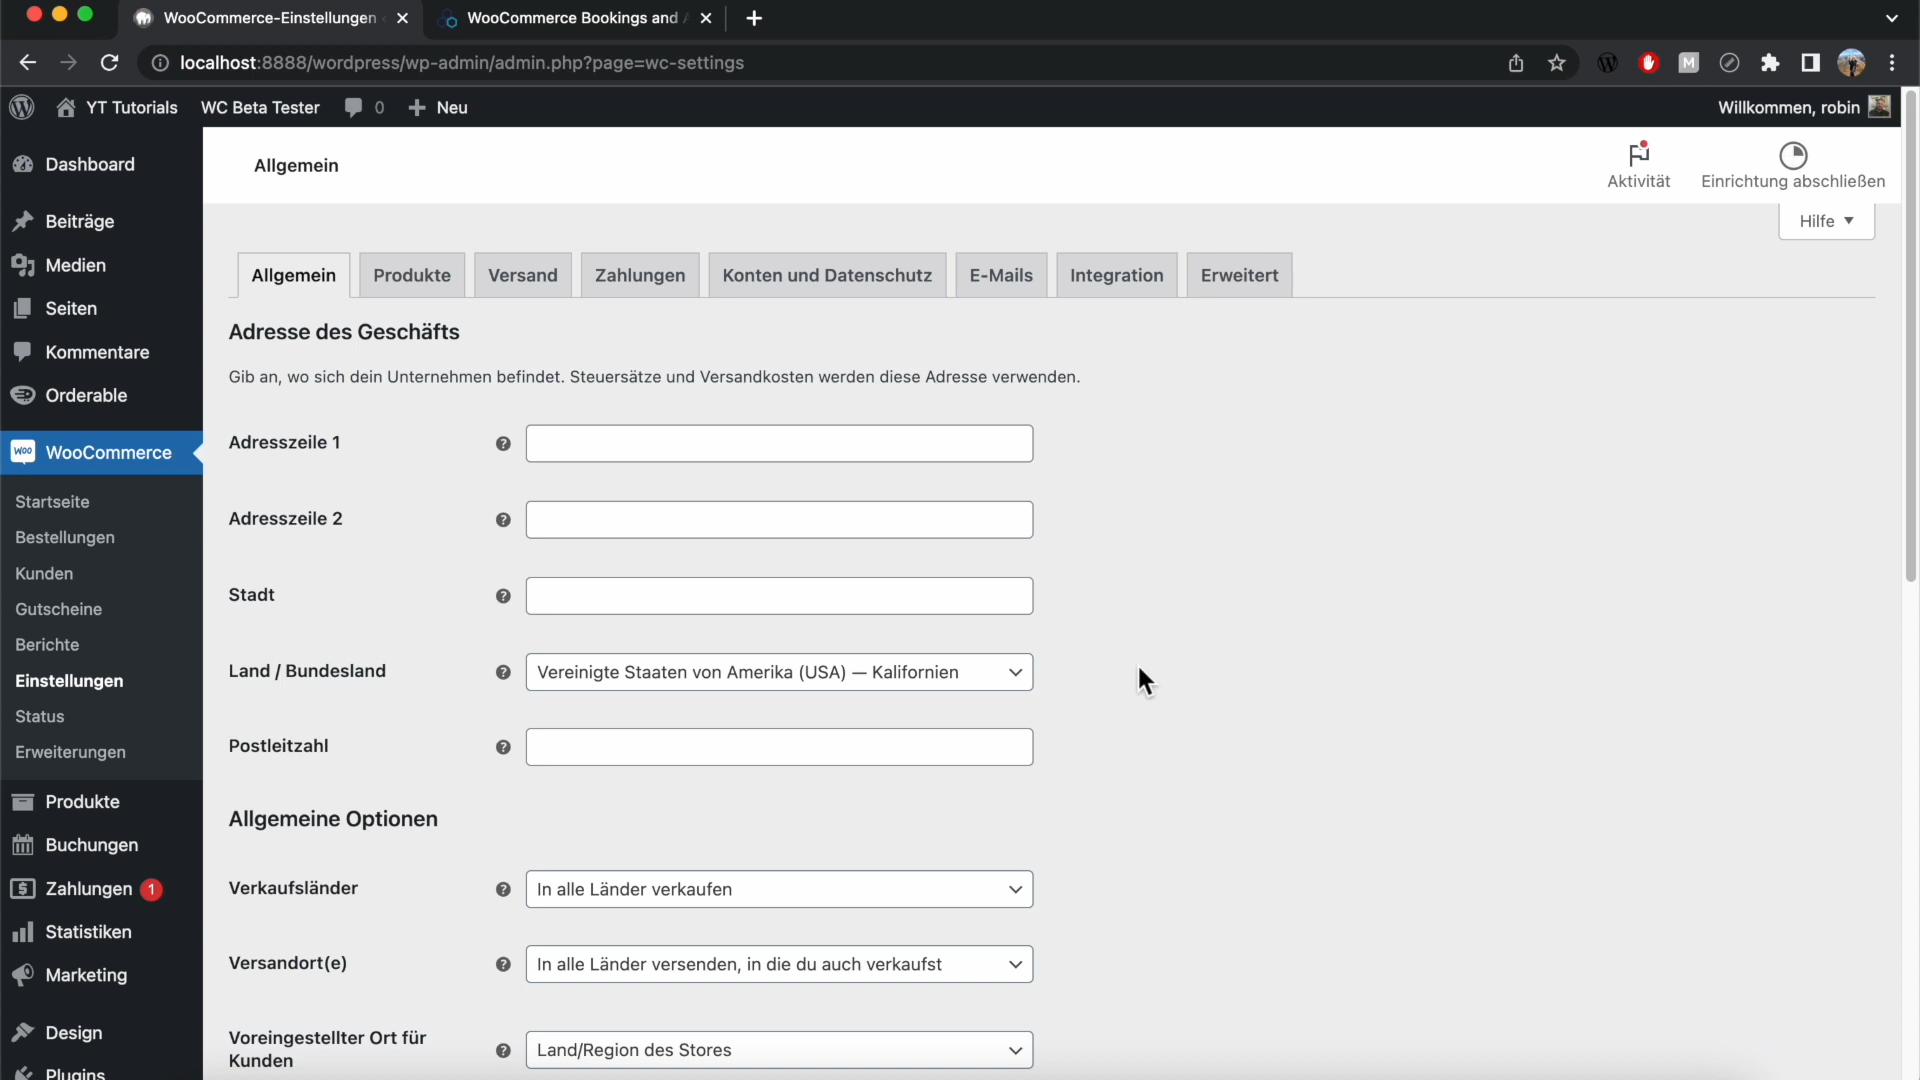 WooCommerce-Einstellungen
WooCommerce Bookings and
localhost:8888/wordpress/wp-admin/admin.php?page=wc-settings
YT Tutorials
WC Beta Tester
0
Neu
Willkommen, robin
Dashboard
Beiträge
Medien
Seiten
Kommentare
Orderable
WooCommerce
Startseite
Bestellungen
Kunden
Gutscheine
Berichte
Einstellungen
Status
Erweiterungen
Produkte
Buchungen
Zahlungen 1
Statistiken
Marketing
Design
Plugins
Allgemein
Aktivität
Einrichtung abschließen
Hilfe
Allgemein
Produkte
Versand
Zahlungen
Konten und Datenschutz
E-Mails
Integration
Erweitert
Adresse des Geschäfts
Gib an, wo sich dein Unternehmen befindet. Steuersätze und Versandkosten werden diese Adresse verwenden.
Adresszeile 1
Adresszeile 2
Stadt
Land / Bundesland
Vereinigte Staaten von Amerika (USA) — Kalifornien
Postleitzahl
Allgemeine Optionen
Verkaufsländer
In alle Länder verkaufen
Versandort(e)
In alle Länder versenden, in die du auch verkaufst
Voreingestellter Ort für
Kunden
Land/Region des Stores